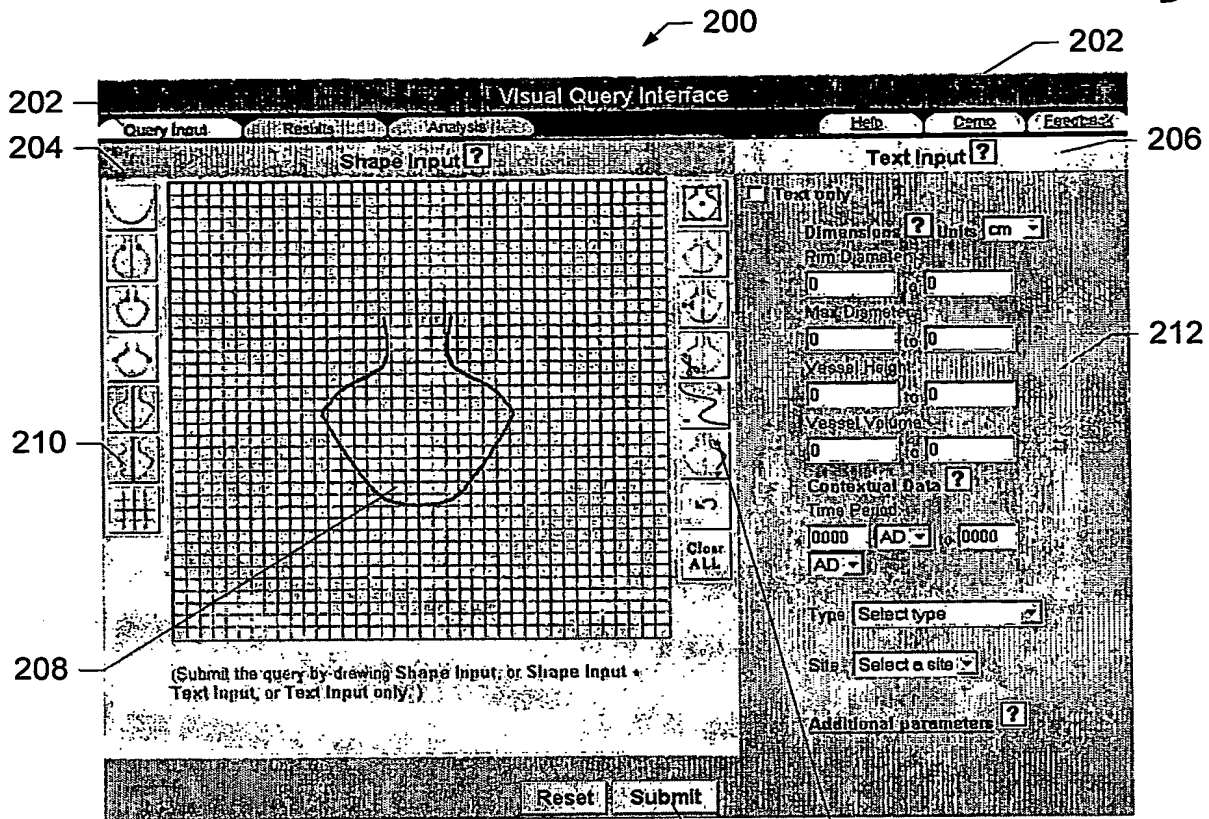 200
202
Visual Query Interface
202
Query Input Results Analysis Help Demo Feedback
204
Shape Input ?
Text Input ?
206
Text only
Dimensions ? Units cm
Rim Diameter
0 to 0
Max Diameter
0 to 0
212
Vessel Height
0 to 0
Vessel Volume
0 to 0
210
Contextual Data ?
Time Period
0000 AD to 0000
AD
Clear
ALL
Type Select type
208
Site Select a site
(Submit the query by drawing Shape Input, or Shape Input +
Text Input, or Text Input only.)
Additional parameters ?
Reset Submit